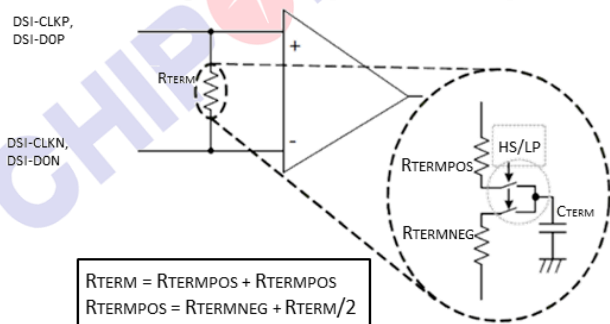 DSI-CLKP,
DSI-D0P
RTERM
+
DSI-CLKN,
DSI-D0N
-
HS/LP
RTERMPOS
CTERM
RTERMNEG
RTERM = RTERMPOS + RTERMPOS
RTERMPOS = RTERMNEG + RTERM/2
CHIP